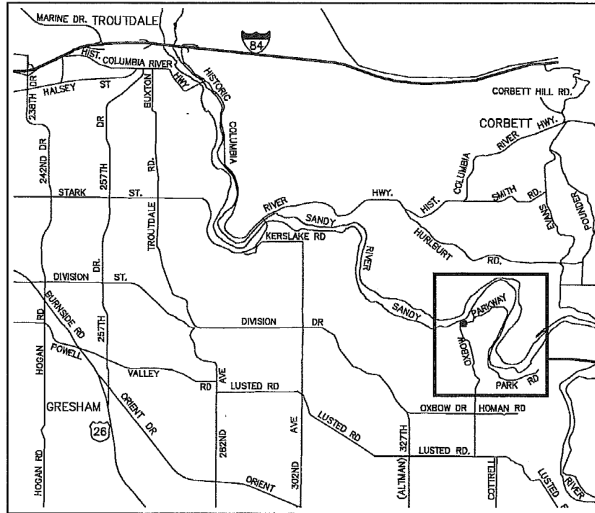 MARINE DR. TROUTDALE
84
HIST. COLUMBIA RIVER HWY.
HISTORIC COLUMBIA RIVER HWY.
238TH DR
HALSEY ST
BUXTON RD.
CORBETT HILL RD.
CORBETT
242ND DR
257TH DR
HIST. COLUMBIA RIVER HWY.
STARK ST.
TROUTDALE
SMITH RD.
EVANS
POUNDER
SANDY RIVER
KERSLAKE RD
HURLBURT RD.
DIVISION ST.
257TH DR.
SANDY
PARKWAY
BURNSIDE RD
DIVISION DR
OXBOW
HOGAN RD
POWELL VALLEY RD
PARK RD
282ND AVE
LUSTED RD
OXBOW DR
HOMAN RD
GRESHAM
26
ORIENT DR
302ND AVE
LUSTED RD
(ALTMAN) 327TH
LUSTED RD.
COTTRELL
LUSTED
RIVER
HOGAN RD
ORIENT